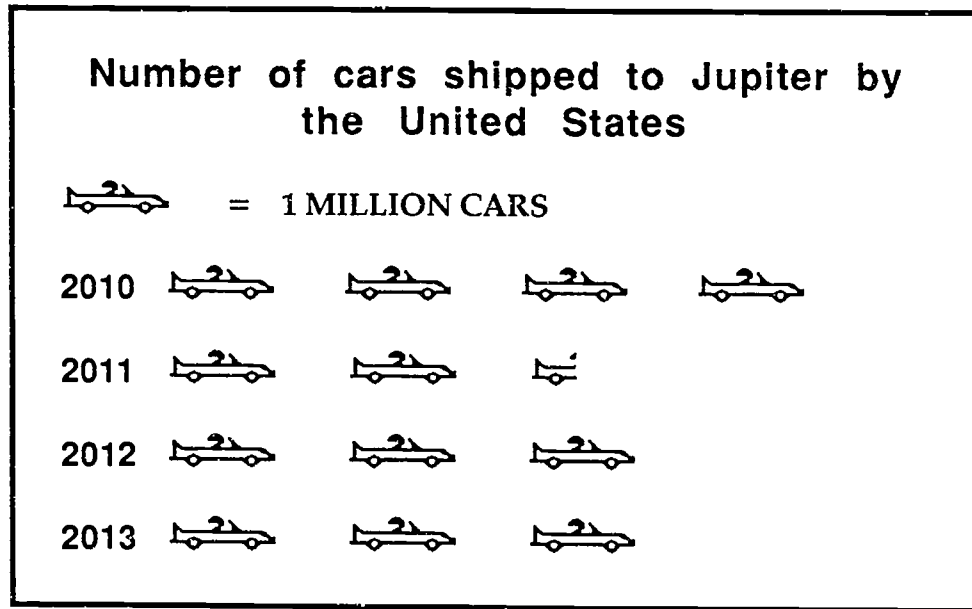 Number of cars shipped to Jupiter by
the United States
= 1 MILLION CARS
2010
2011
2012
2013